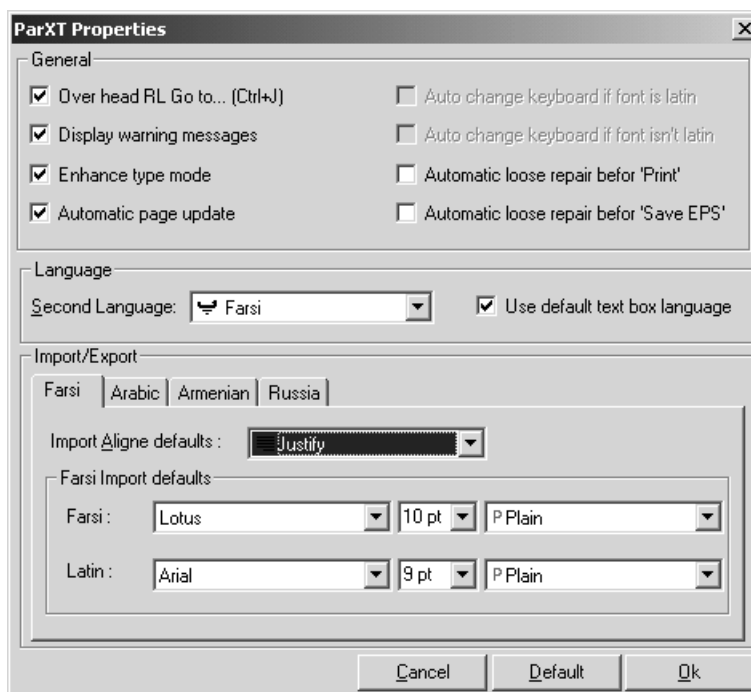 ParXT Properties
General
Over head RL Go to... (Ctrl+J)
Auto change keyboard if font is latin
Display warning messages
Auto change keyboard if font isn't latin
Enhance type mode
Automatic loose repair befor 'Print'
Automatic page update
Automatic loose repair befor 'Save EPS'
Language
Second Language: Farsi
Use default text box language
Import/Export
Farsi Arabic Armenian Russia
Import Aligne defaults : Justify
Farsi Import defaults
Farsi : Lotus 10 pt P Plain
Latin : Arial 9 pt P Plain
Cancel Default Ok